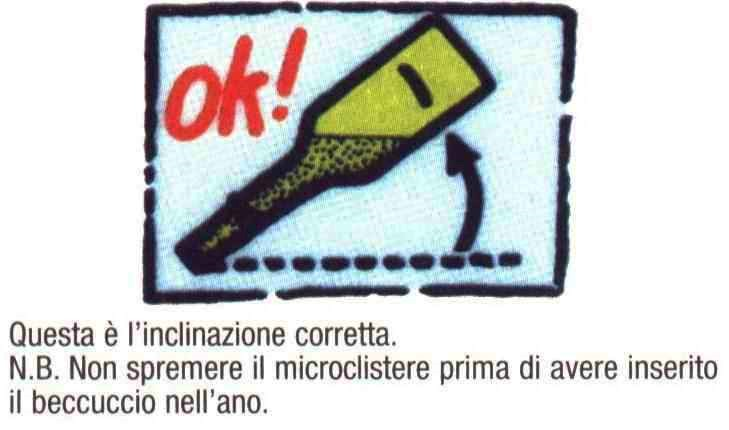 ok!
Questa è l'inclinazione corretta.
N.B. Non spremere il microclistere prima di avere inserito
il beccuccio nell'ano.